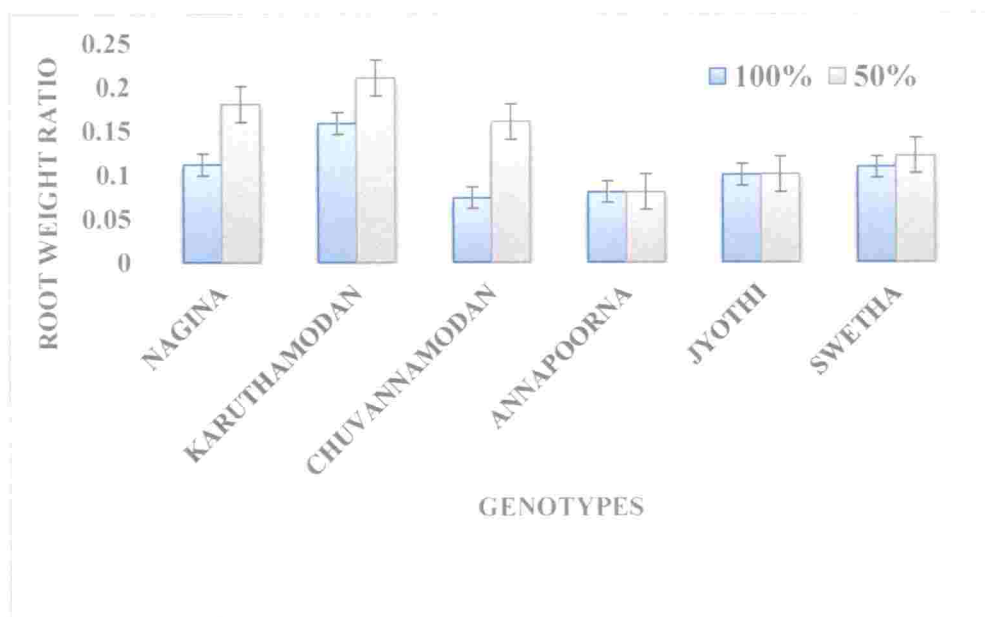 ROOT WEIGHT RATIO
0.25
0.2
0.15
0.1
0.05
0
100% 50%
NAGINA
KARUTHAMODAN
CHUVANNAMODAN
ANNAPOORNA
JYOTHI
SWETHA
GENOTYPES